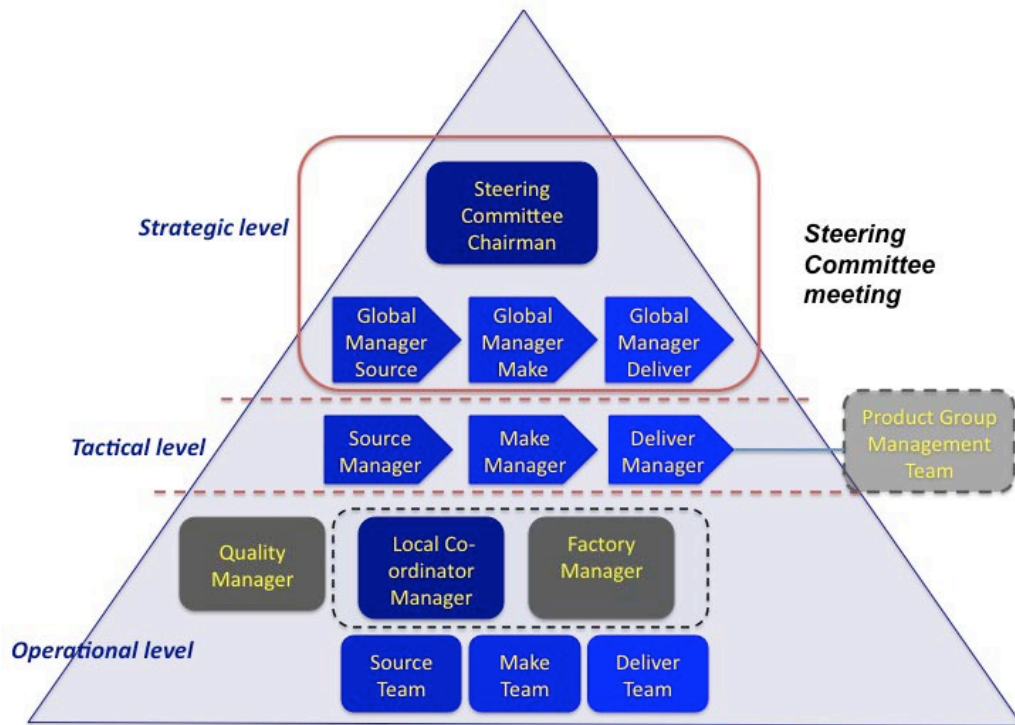 Steering
Committee
Chairman
Strategic level
Steering
Committee
meeting
Global
Manager
Source
Global
Manager
Make
Global
Manager
Deliver
Tactical level
Source
Manager
Make
Manager
Deliver
Manager
Product Group
Management
Team
Quality
Manager
Local Co-
ordinator
Manager
Factory
Manager
Operational level
Source
Team
Make
Team
Deliver
Team